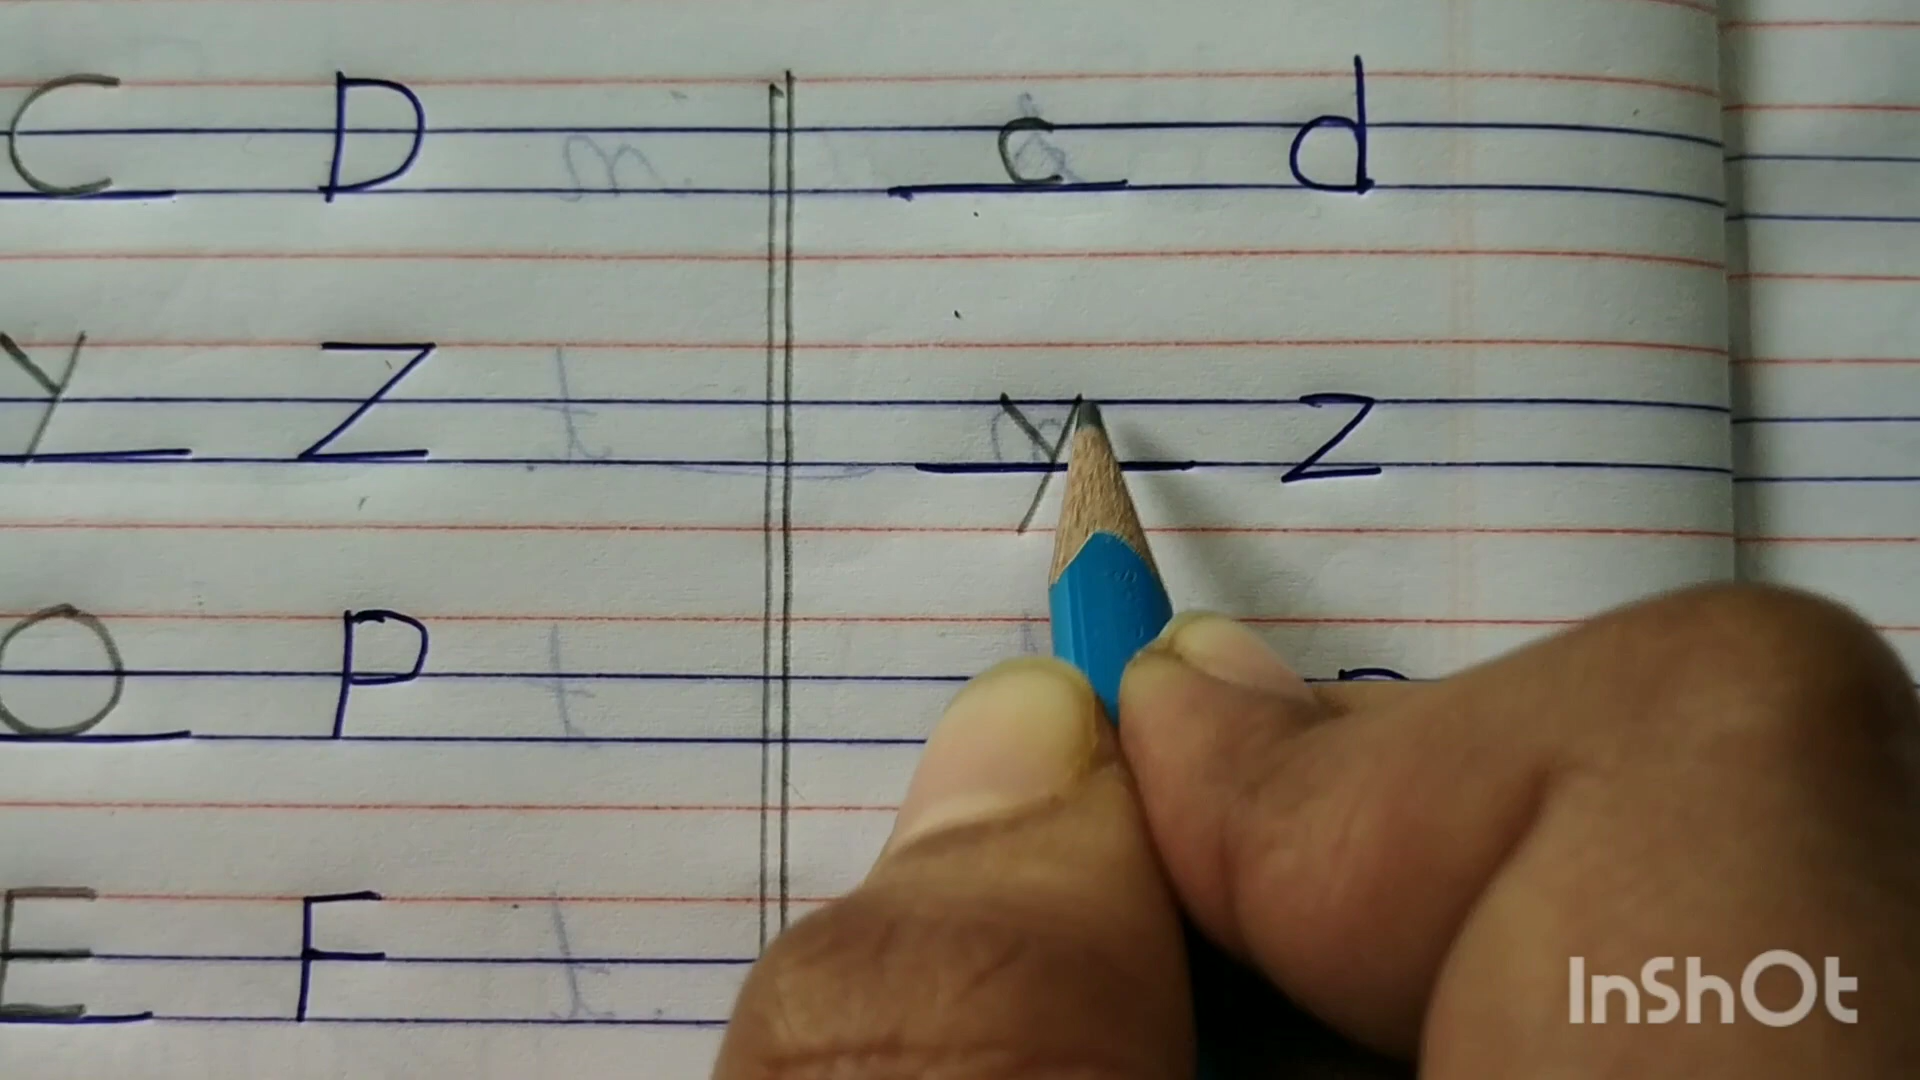 C D c d
Y Z y z
O P
E F
InShOt